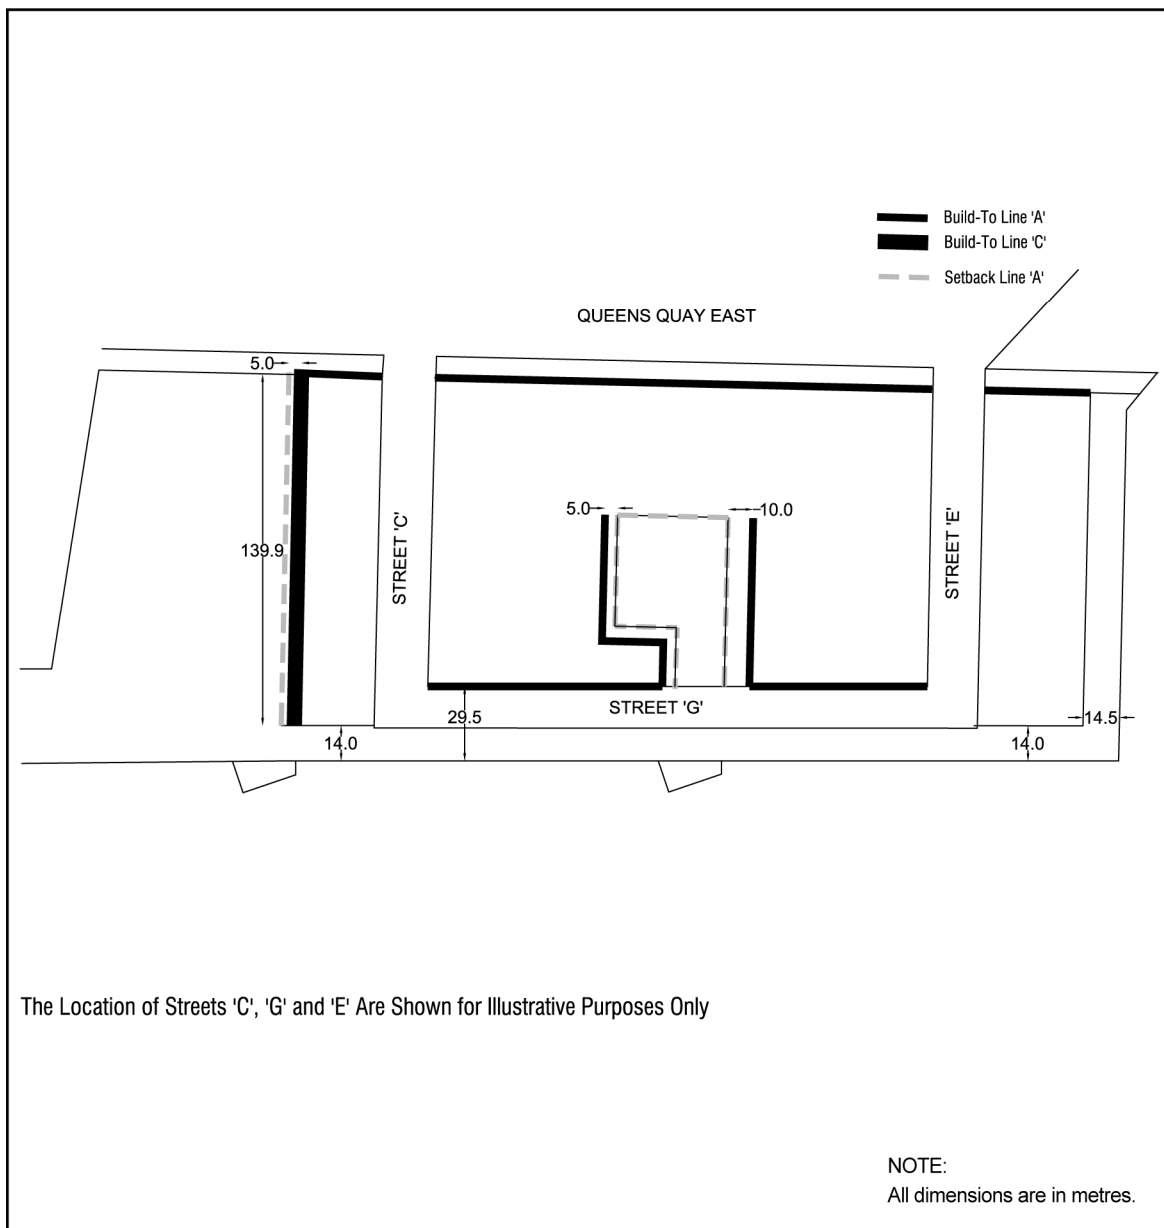 Build-To Line 'A'
Build-To Line 'C'
Setback Line 'A'
QUEENS QUAY EAST
5.0
139.9
STREET 'C'
5.0
10.0
STREET 'E'
STREET 'G'
29.5
14.0
14.5
14.0
The Location of Streets 'C', 'G' and 'E' Are Shown for Illustrative Purposes Only
NOTE:
All dimensions are in metres.